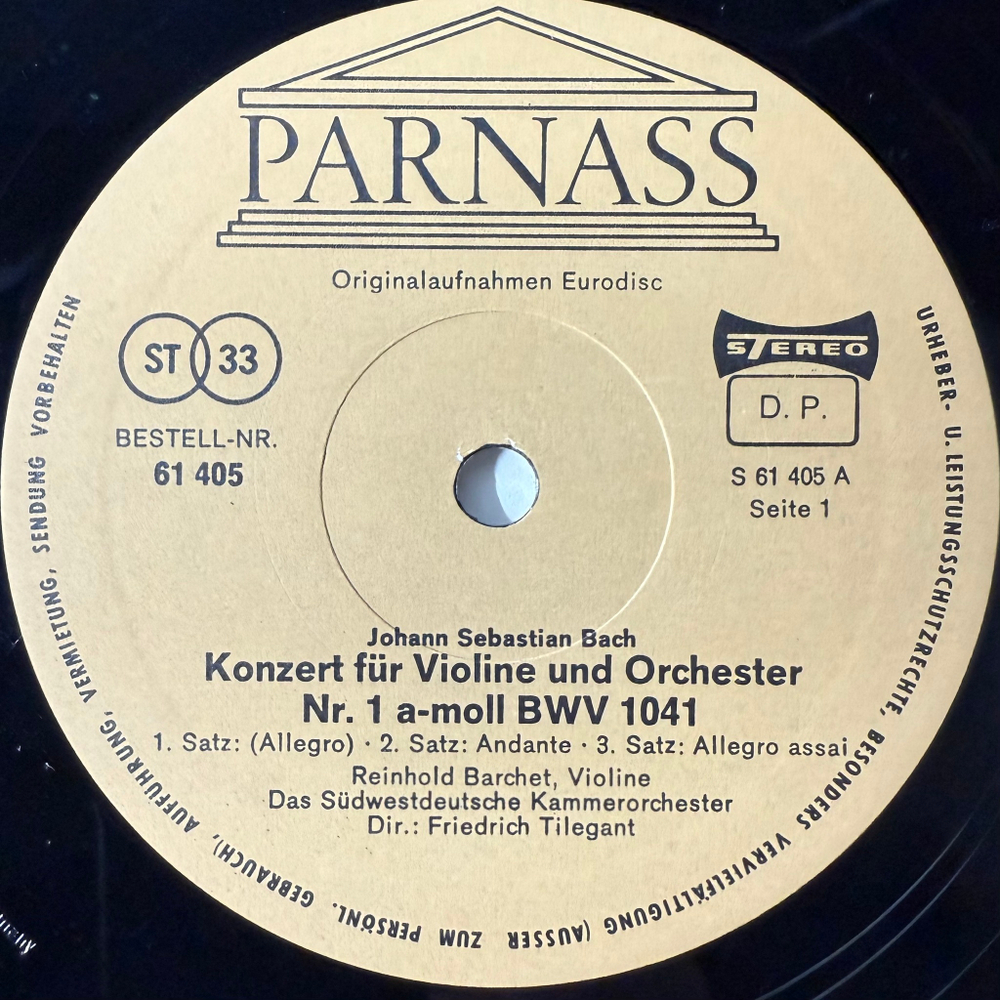 PARNASS
Originalaufnahmen Eurodisc
ST 33
BESTELL-NR.
61 405
STEREO
D. P.
S 61 405 A
Seite 1
Johann Sebastian Bach
Konzert für Violine und Orchester
Nr. 1 a-moll BWV 1041
1. Satz: (Allegro) · 2. Satz: Andante · 3. Satz: Allegro assai
Reinhold Barchet, Violine
Das Südwestdeutsche Kammerorchester
Dir.: Friedrich Tilegant
URHEBER- U. LEISTUNGSSCHUTZRECHTE, BESONDERS VERVIELFÄLTIGUNG (AUSSER ZUM PERSÖNL. GEBRAUCH), AUFFÜHRUNG, VERMIETUNG, SENDUNG VORBEHALTEN